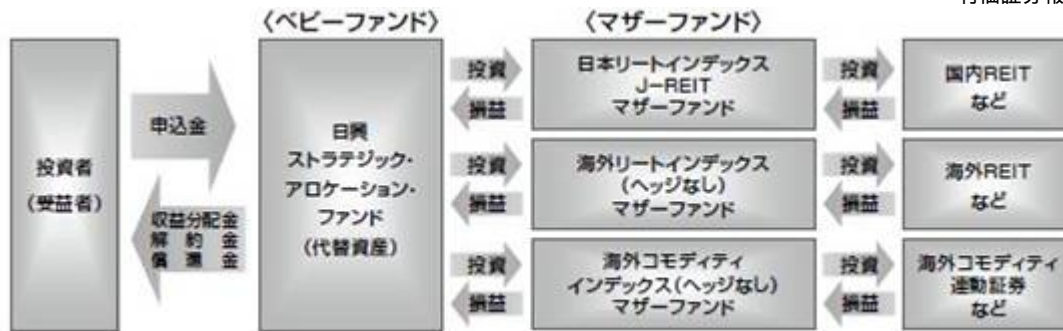 〈ベビーファンド〉
〈マザーファンド〉
投資者
(受益者)
申込金
収益分配金
解約金
償還金
日興
ストラテジック・
アロケーション・
ファンド
(代替資産)
投資
損益
日本リートインデックス
J-REIT
マザーファンド
投資
損益
国内REIT
など
投資
損益
海外リートインデックス
(ヘッジなし)
マザーファンド
投資
損益
海外REIT
など
投資
損益
海外コモディティ
インデックス(ヘッジなし)
マザーファンド
投資
損益
海外コモディティ
連動証券
など